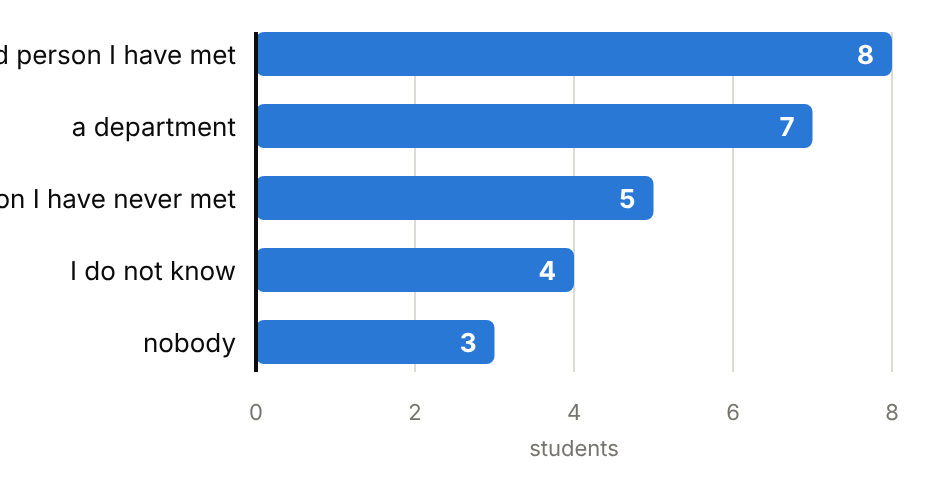 person I have met 8
a department 7
I have never met 5
I do not know 4
nobody 3
0 2 4 6 8
students